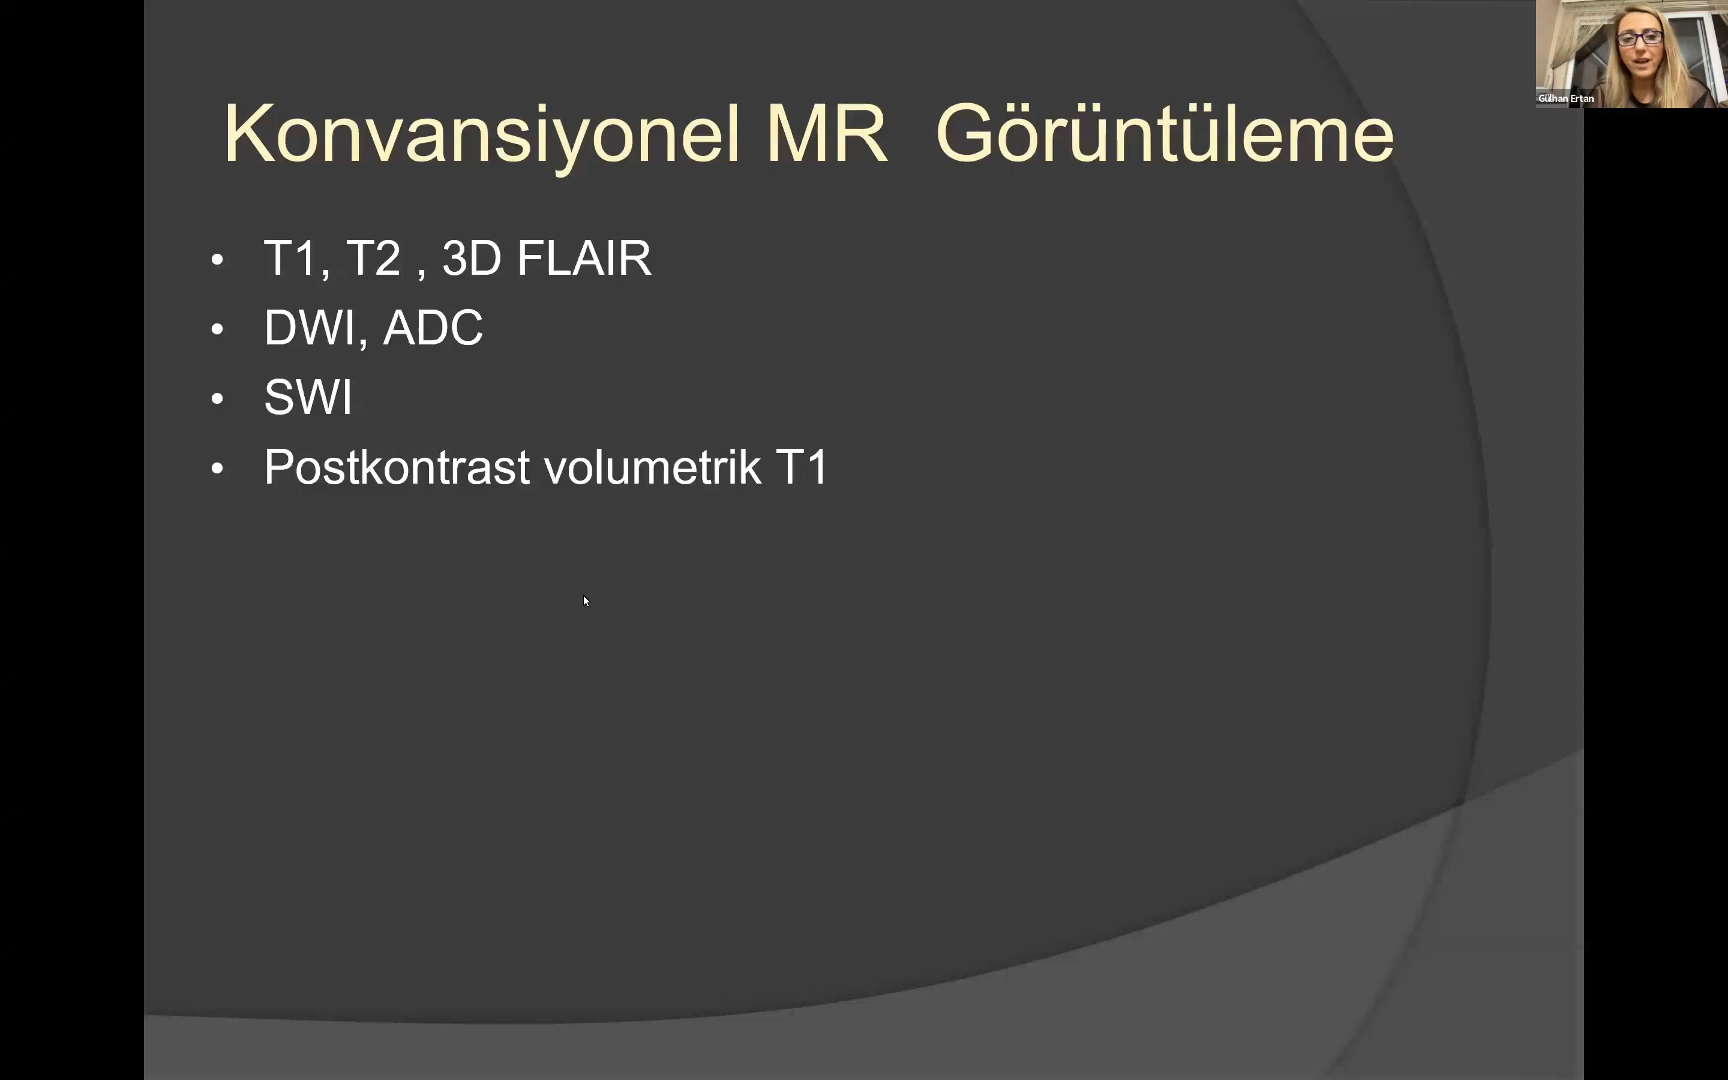 Gülhan Ertan
Konvansiyonel MR Görüntüleme
• T1, T2 , 3D FLAIR
• DWI, ADC
• SWI
• Postkontrast volumetrik T1